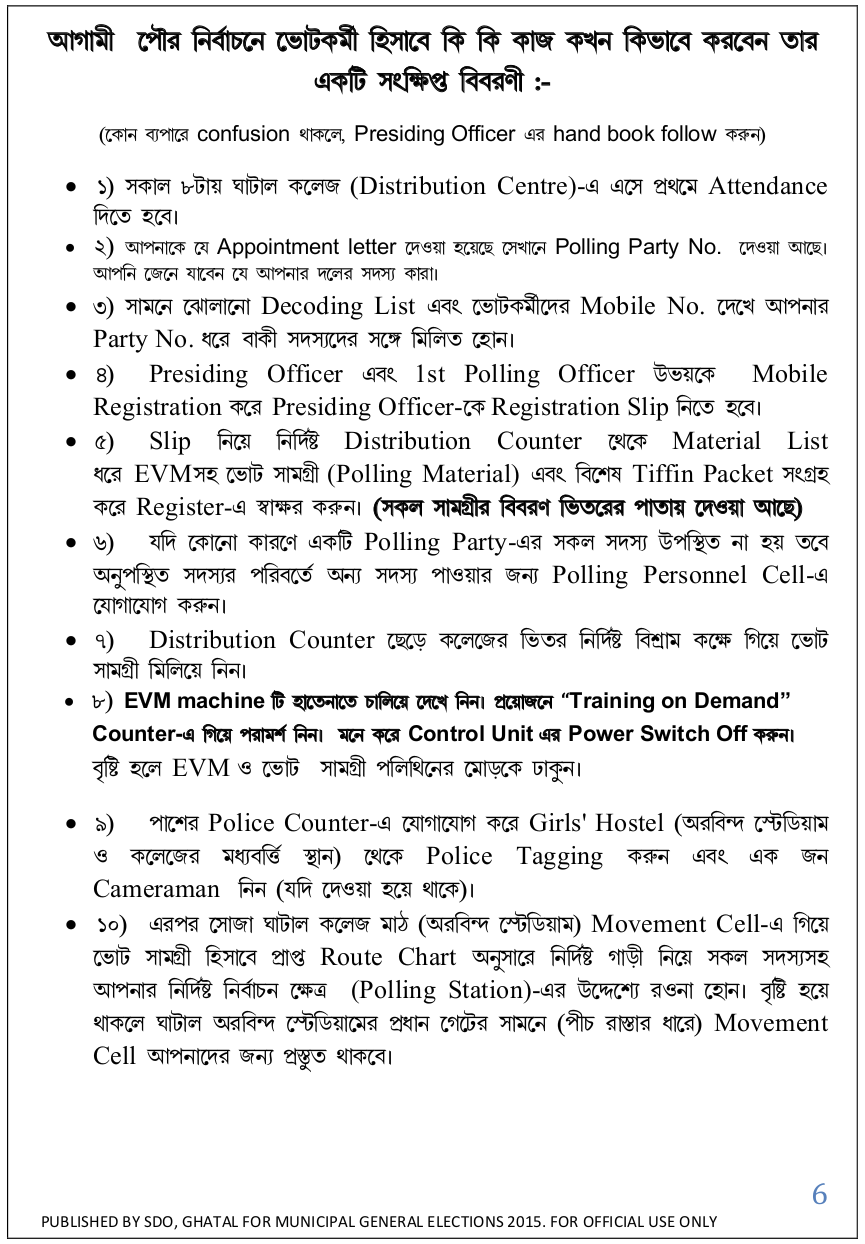 আগামী পৌর নির্বাচনে ভোটকর্মী হিসাবে কি কি কাজ কখন কিভাবে করবেন তার
একটি সংক্ষিপ্ত বিবরণী :-
(কোন ব্যপারে confusion থাকলে, Presiding Officer এর hand book follow করুন)
• ১) সকাল ৮টায় ঘাটাল কলেজ (Distribution Centre)-এ এসে প্রথমে Attendance
দিতে হবে।
• ২) আপনাকে যে Appointment letter দেওয়া হয়েছে সেখানে Polling Party No. দেওয়া আছে।
আপনি জেনে যাবেন যে আপনার দলের সদস্য কারা।
• ৩) সামনে ঝোলানো Decoding List এবং ভোটকর্মীদের Mobile No. দেখে আপনার
Party No. ধরে বাকী সদস্যদের সঙ্গে মিলিত হোন।
• ৪) Presiding Officer এবং 1st Polling Officer উভয়কে Mobile
Registration করে Presiding Officer-কে Registration Slip নিতে হবে।
• ৫) Slip নিয়ে নির্দিষ্ট Distribution Counter থেকে Material List
ধরে EVMসহ ভোট সামগ্রী (Polling Material) এবং বিশেষ Tiffin Packet সংগ্রহ
করে Register-এ স্বাক্ষর করুন। (সকল সামগ্রীর বিবরণ ভিতরের পাতায় দেওয়া আছে)
• ৬) যদি কোনো কারণে একটি Polling Party-এর সকল সদস্য উপস্থিত না হয় তবে
অনুপস্থিত সদস্যর পরিবর্তে অন্য সদস্য পাওয়ার জন্য Polling Personnel Cell-এ
যোগাযোগ করুন।
• ৭) Distribution Counter ছেড়ে কলেজের ভিতর নির্দিষ্ট বিশ্রাম কক্ষে গিয়ে ভোট
সামগ্রী মিলিয়ে নিন।
• ৮) EVM machine টি হাতেনাতে চালিয়ে দেখে নিন। প্রয়োজনে “Training on Demand”
Counter-এ গিয়ে পরামর্শ নিন। মনে করে Control Unit এর Power Switch Off করুন।
বৃষ্টি হলে EVM ও ভোট সামগ্রী পলিথিনের মোড়কে ঢাকুন।
• ৯) পাশের Police Counter-এ যোগাযোগ করে Girls' Hostel (অরবিন্দ স্টেডিয়াম
ও কলেজের মধ্যবর্ত্তি স্থান) থেকে Police Tagging করুন এবং এক জন
Cameraman নিন (যদি দেওয়া হয়ে থাকে)।
• ১০) এরপর সোজা ঘাটাল কলেজ মাঠ (অরবিন্দ স্টেডিয়াম) Movement Cell-এ গিয়ে
ভোট সামগ্রী হিসাবে প্রাপ্ত Route Chart অনুসারে নির্দিষ্ট গাড়ী নিয়ে সকল সদস্যসহ
আপনার নির্দিষ্ট নির্বাচন ক্ষেত্র (Polling Station)-এর উদ্দেশ্যে রওনা হোন। বৃষ্টি হয়ে
থাকলে ঘাটাল অরবিন্দ স্টেডিয়ামের প্রধান গেটের সামনে (পীচ রাস্তার ধারে) Movement
Cell আপনাদের জন্য প্রস্তুত থাকবে।
6
PUBLISHED BY SDO, GHATAL FOR MUNICIPAL GENERAL ELECTIONS 2015. FOR OFFICIAL USE ONLY